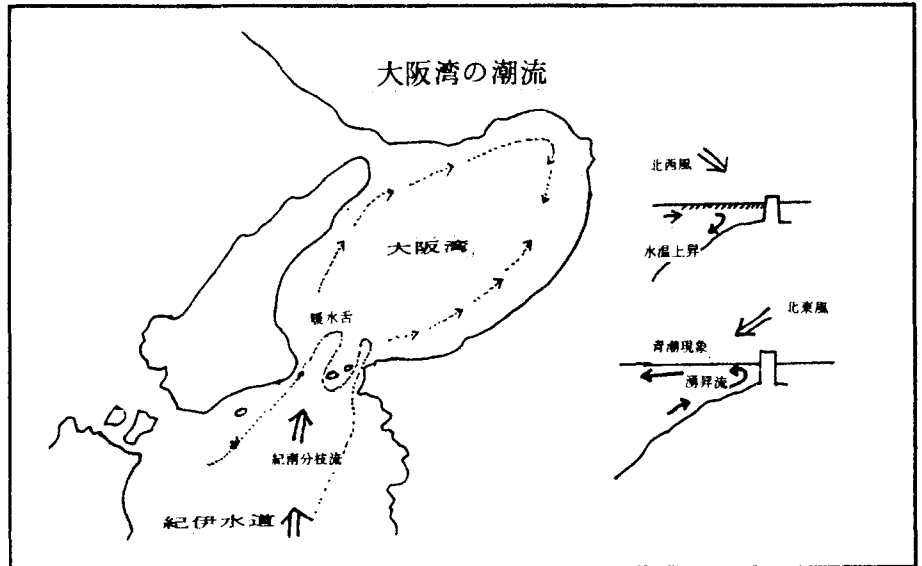 大阪湾の潮流
北西風
水温上昇
大阪湾
暖水舌
北東風
青潮現象
湧昇流
紀南分枝流
紀伊水道